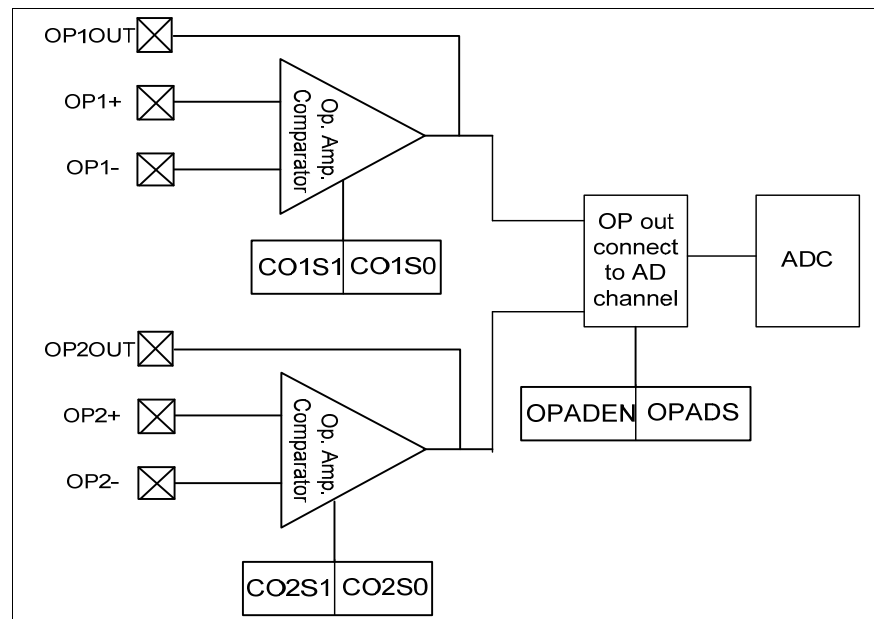 OP1OUT
OP1+
OP1-
Op. Amp.
Comparator
CO1S1 CO1S0
OP out
connect
to AD
channel
ADC
OP2OUT
OP2+
OP2-
Op. Amp.
Comparator
OPADEN OPADS
CO2S1 CO2S0